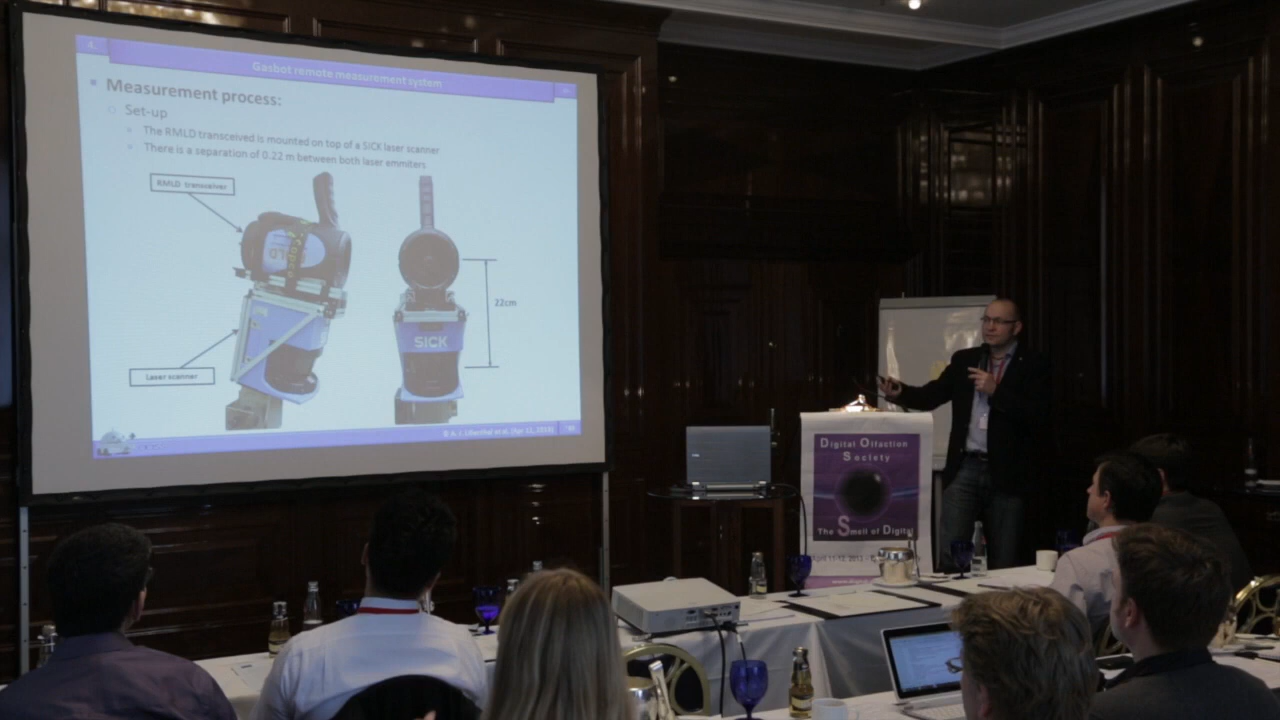 4.
Gasbot remote measurement system
Measurement process:
Set-up
The RMLD transceived is mounted on top of a SICK laser scanner
There is a separation of 0.22 m between both laser emmiters
RMLD transceiver
22cm
SICK
Laser scanner
Digital Olfaction
Society
The Smell of Digital